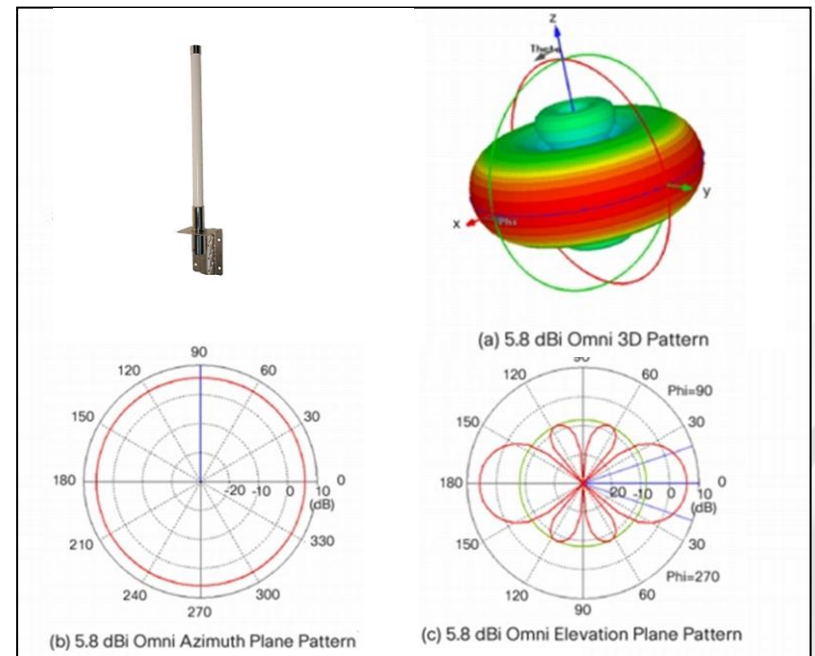 z
Theta
y
x
Phi
(a) 5.8 dBi Omni 3D Pattern
90
120
60
150
30
180
-20 -10 0 10 0
(dB)
210
330
240
300
270
(b) 5.8 dBi Omni Azimuth Plane Pattern
90
120
60
Phi=90
150
30
180
-20 -10 0 10 0
(dB)
150
30
Phi=270
120
60
90
(c) 5.8 dBi Omni Elevation Plane Pattern